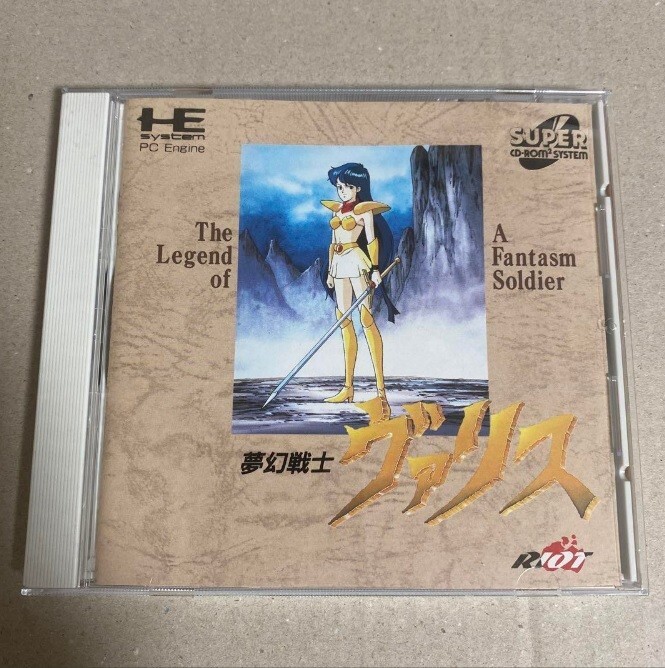 HE
system
PC Engine
SUPER
CD-ROM² SYSTEM
The
Legend
of
A
Fantasm
Soldier
夢幻戦士
ヴァリス
RIOT